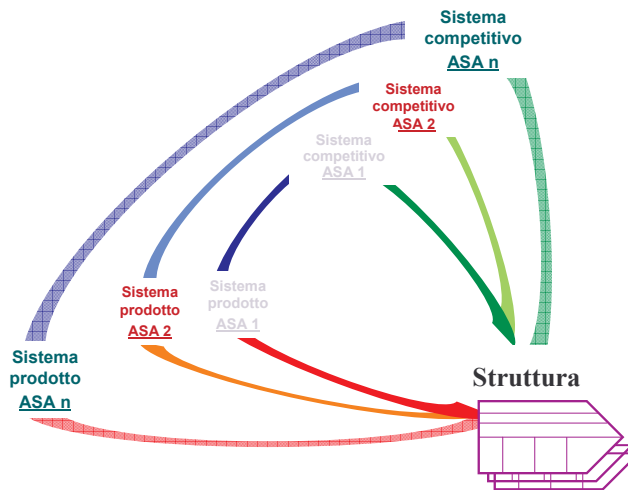 Sistema
competitivo
ASA n
Sistema
competitivo
ASA 2
Sistema
competitivo
ASA 1
Sistema
prodotto
ASA 2
Sistema
prodotto
ASA 1
Sistema
prodotto
ASA n
Struttura